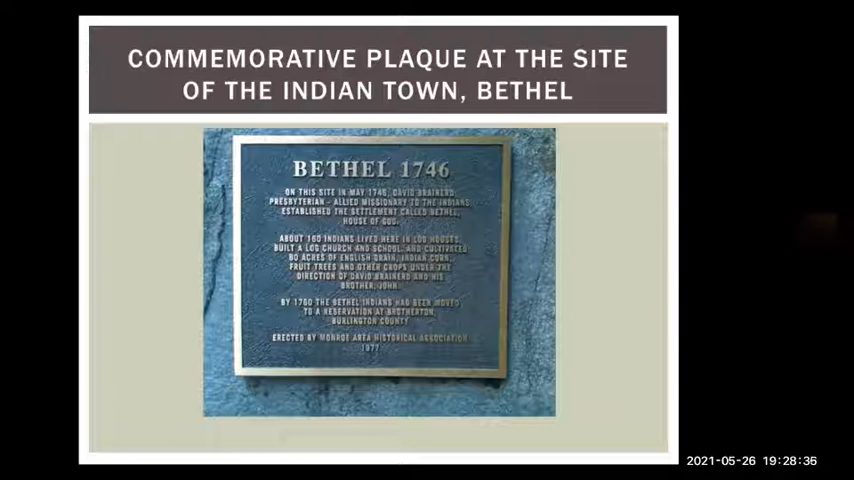 COMMEMORATIVE PLAQUE AT THE SITE
OF THE INDIAN TOWN, BETHEL
BETHEL 1746
ON THIS SITE IN MAY 1746, DAVID BRAINERD
PRESBYTERIAN - ALLIED MISSIONARY TO THE INDIANS
ESTABLISHED THE SETTLEMENT CALLED BETHEL,
HOUSE OF GOD.
ABOUT 160 INDIANS LIVED HERE IN LOG HOUSES,
BUILT A LOG CHURCH AND SCHOOL, AND CULTIVATED
80 ACRES OF ENGLISH GRAIN, INDIAN CORN,
FRUIT TREES AND OTHER CROPS UNDER THE
DIRECTION OF DAVID BRAINERD AND HIS
BROTHER, JOHN.
BY 1760 THE BETHEL INDIANS HAD BEEN MOVED
TO A RESERVATION AT BROTHERTON,
BURLINGTON COUNTY
ERECTED BY MONROE AREA HISTORICAL ASSOCIATION
1977
2021-05-26 19:28:36